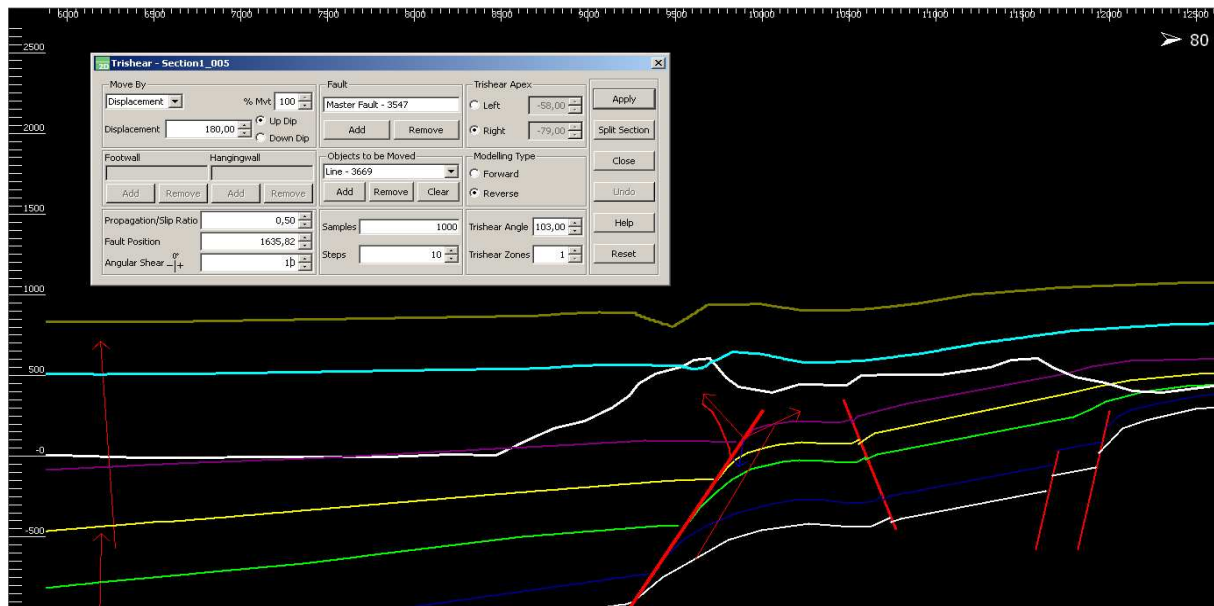 6000 6500 7000 7500 8000 8500 9000 9500 10000 10500 11000 11500 12000 12500
2500
80
Trishear - Section1_005
2D
Move By
Displacement
% Mvt 100
Displacement 180,00
Up Dip
Down Dip
Fault
Master Fault - 3547
Add Remove
Trishear Apex
Left -58,00
Right -79,00
Apply
Split Section
Close
Undo
Help
Reset
Footwall Hangingwall
Add Remove Add Remove
Objects to be Moved
Line - 3669
Add Remove Clear
Modelling Type
Forward
Reverse
Propagation/Slip Ratio 0,50
Fault Position 1635,82
Angular Shear 0° - + 1
Samples 1000
Steps 10
Trishear Angle 103,00
Trishear Zones 1
2000
1500
1000
500
-0
-500